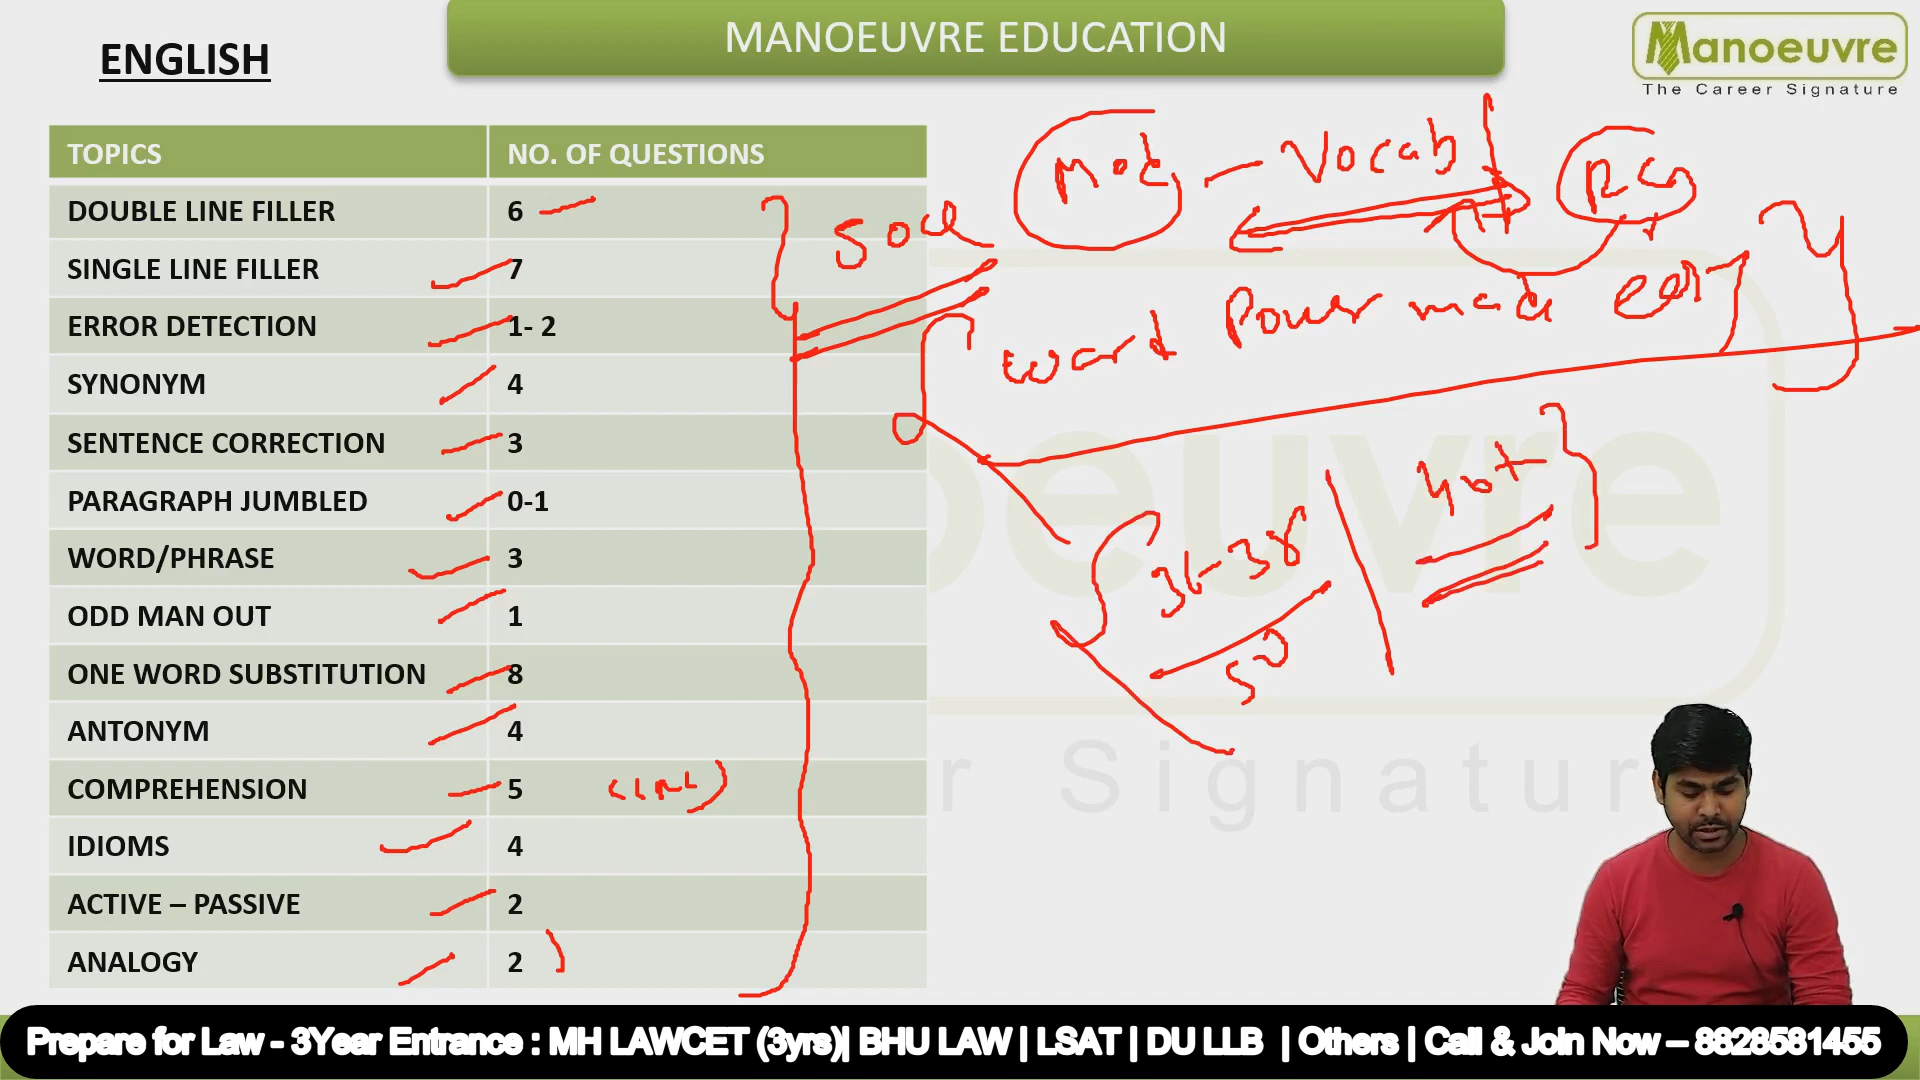 ENGLISH
MANOEUVRE EDUCATION
Manoeuvre
The Career Signature
TOPICS NO. OF QUESTIONS
DOUBLE LINE FILLER 6
SINGLE LINE FILLER 7
ERROR DETECTION 1- 2
SYNONYM 4
SENTENCE CORRECTION 3
PARAGRAPH JUMBLED 0-1
WORD/PHRASE 3
ODD MAN OUT 1
ONE WORD SUBSTITUTION 8
ANTONYM 4
COMPREHENSION 5
IDIOMS 4
ACTIVE – PASSIVE 2
ANALOGY 2
Vocab
RC
Word Power made
36-38
50
Prepare for Law - 3Year Entrance : MH LAWCET (3yrs)| BHU LAW | LSAT | DU LLB | Others | Call & Join Now – 8828581455